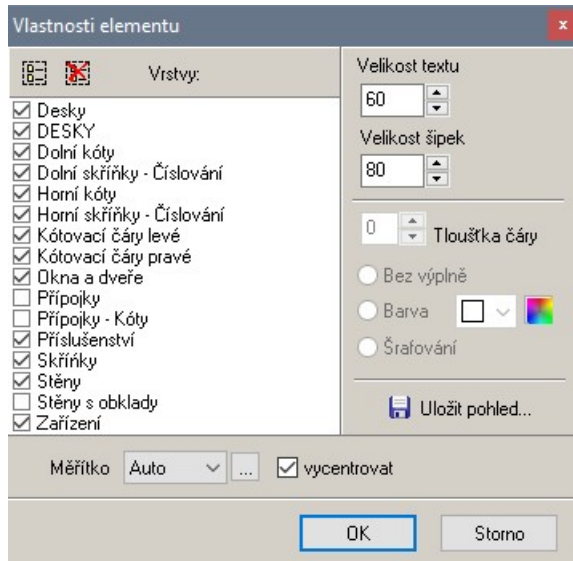 Vlastnosti elementu
Vrstvy:
Desky
DESKY
Dolní kóty
Dolní skříňky - Číslování
Horní kóty
Horní skříňky - Číslování
Kótovací čáry levé
Kótovací čáry pravé
Okna a dveře
Přípojky
Přípojky - Kóty
Příslušenství
Skříńky
Stěny
Stěny s obklady
Zařízení
Velikost textu
60
Velikost šipek
80
0 Tloušťka čáry
Bez výplně
Barva
Šrafování
Uložit pohled...
Měřítko Auto ... vycentrovat
OK Storno